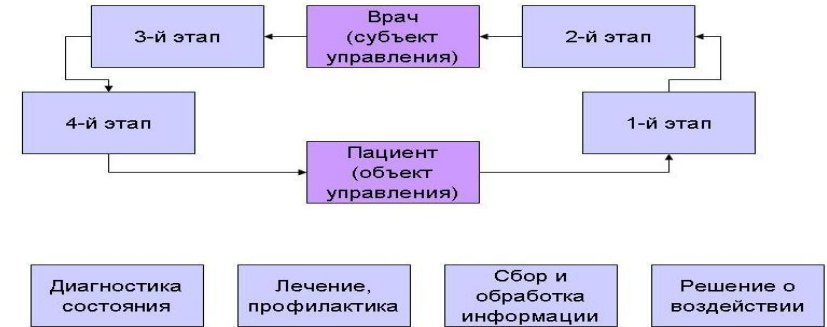 3-й этап
Врач
(субъект
управления)
2-й этап
4-й этап
1-й этап
Пациент
(объект
управления)
Диагностика
состояния
Лечение,
профилактика
Сбор и
обработка
информации
Решение о
воздействии